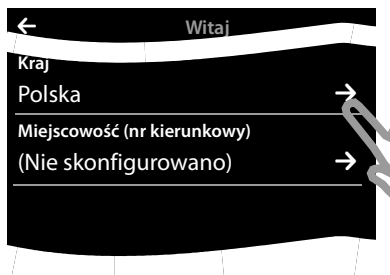 Witaj
Kraj
Polska
Miejscowość (nr kierunkowy)
(Nie skonfigurowano)